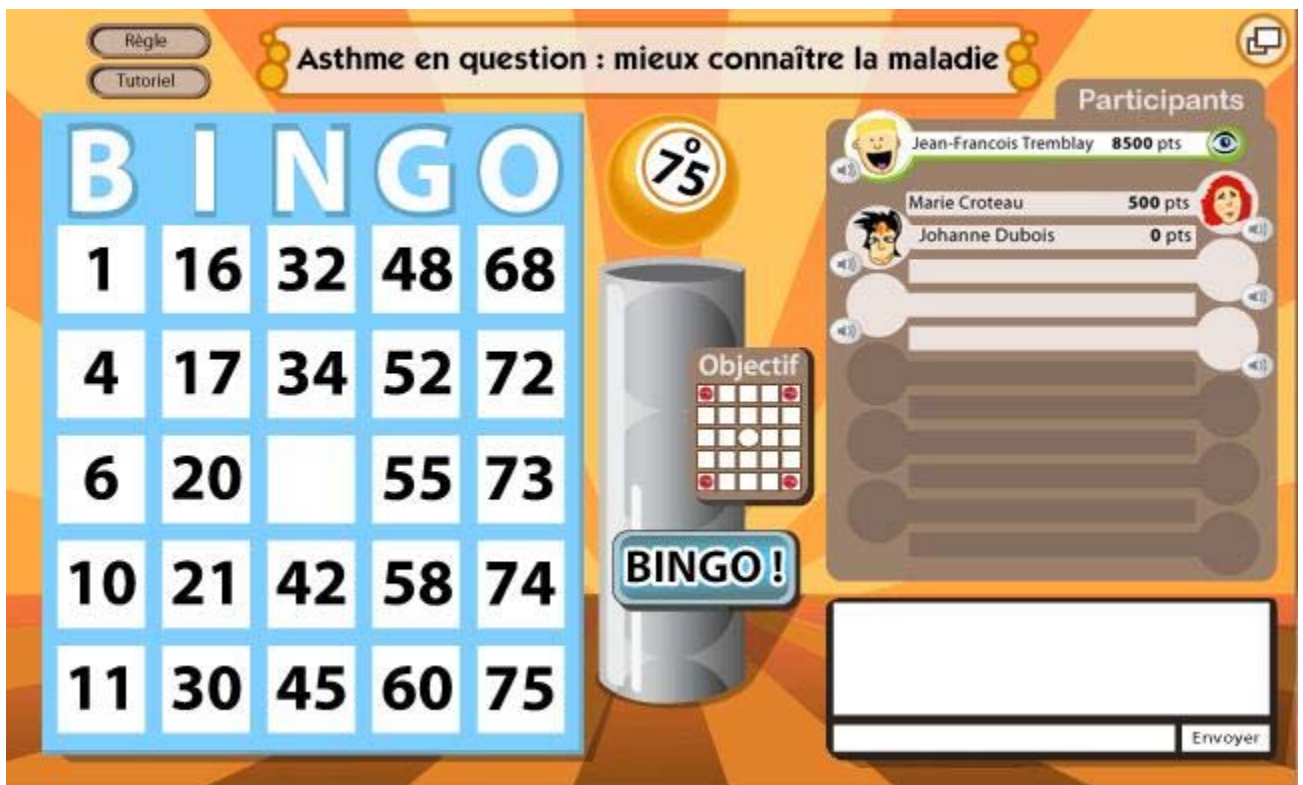 Règle
Tutoriel
Asthme en question : mieux connaître la maladie
BINGO
1 16 32 48 68
4 17 34 52 72
6 20 55 73
10 21 42 58 74
11 30 45 60 75
O
75
Objectif
BINGO !
Participants
Jean-Francois Tremblay 8500 pts
Marie Croteau 500 pts
Johanne Dubois 0 pts
Envoyer